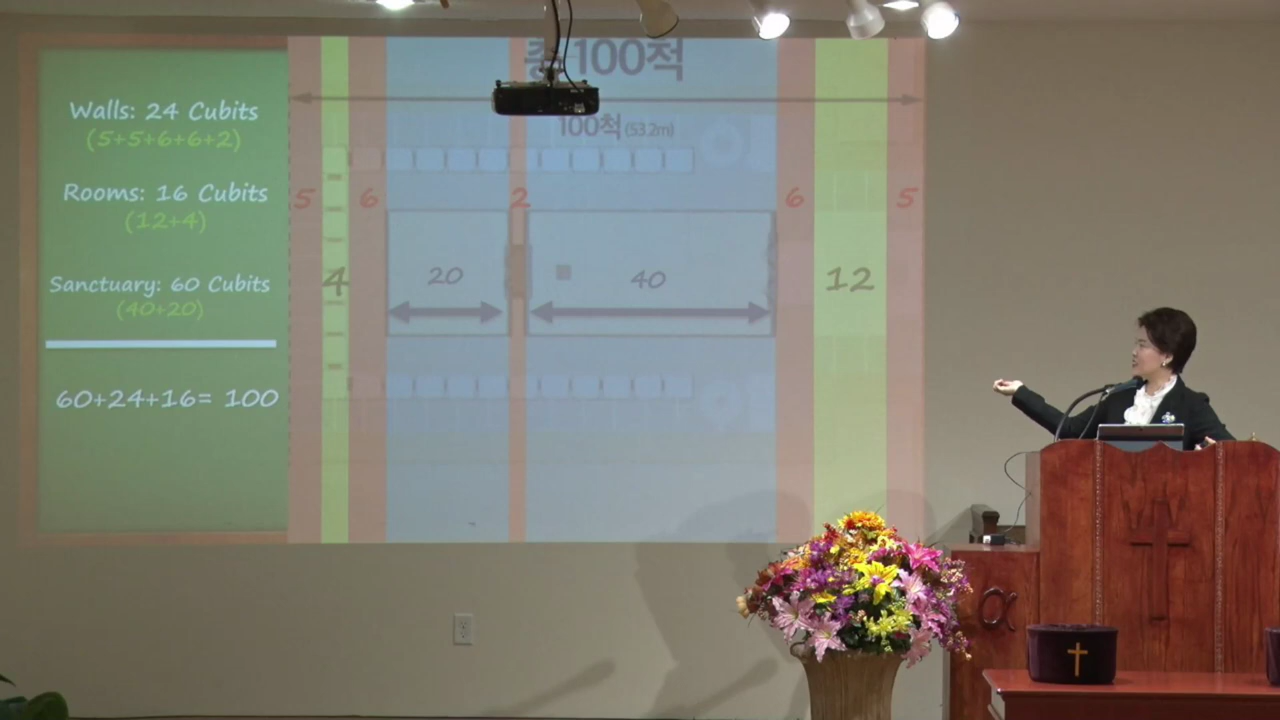 Walls: 24 Cubits
(5+5+6+6+2)
Rooms: 16 Cubits
(12+4)
Sanctuary: 60 Cubits
(40+20)
60+24+16= 100
총 100척
100척 (53.2m)
5 6 2 6 5
4 20 40 12
α